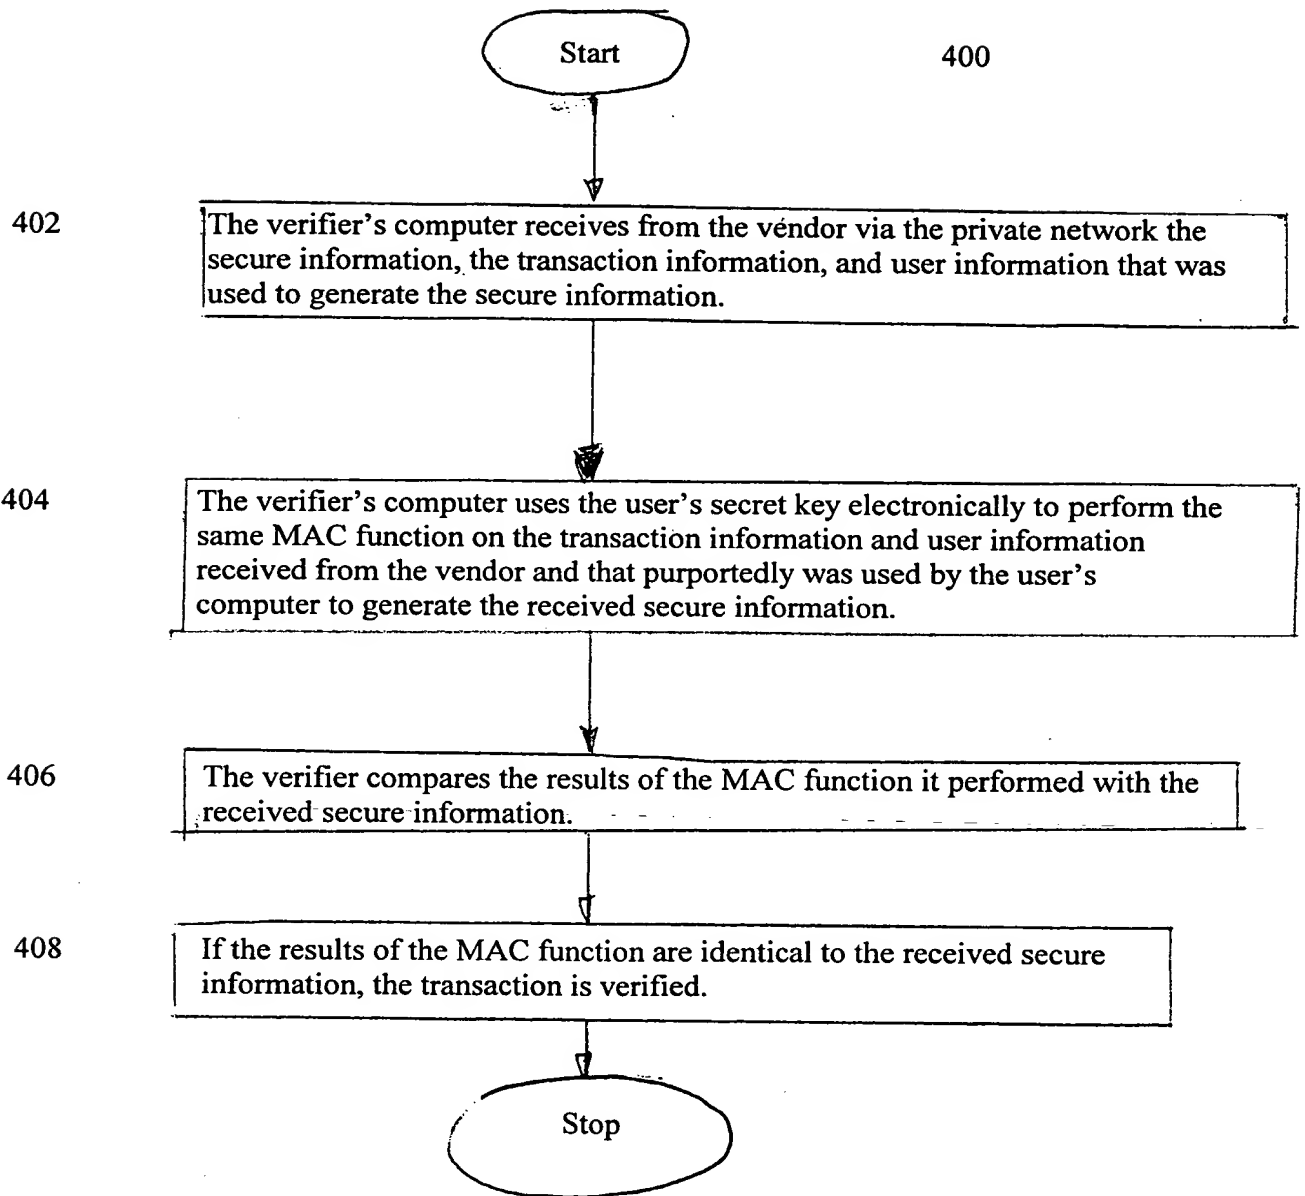 Start
400
402
The verifier's computer receives from the vendor via the private network the
secure information, the transaction information, and user information that was
used to generate the secure information.
404
The verifier's computer uses the user's secret key electronically to perform the
same MAC function on the transaction information and user information
received from the vendor and that purportedly was used by the user's
computer to generate the received secure information.
406
The verifier compares the results of the MAC function it performed with the
received secure information.
408
If the results of the MAC function are identical to the received secure
information, the transaction is verified.
Stop